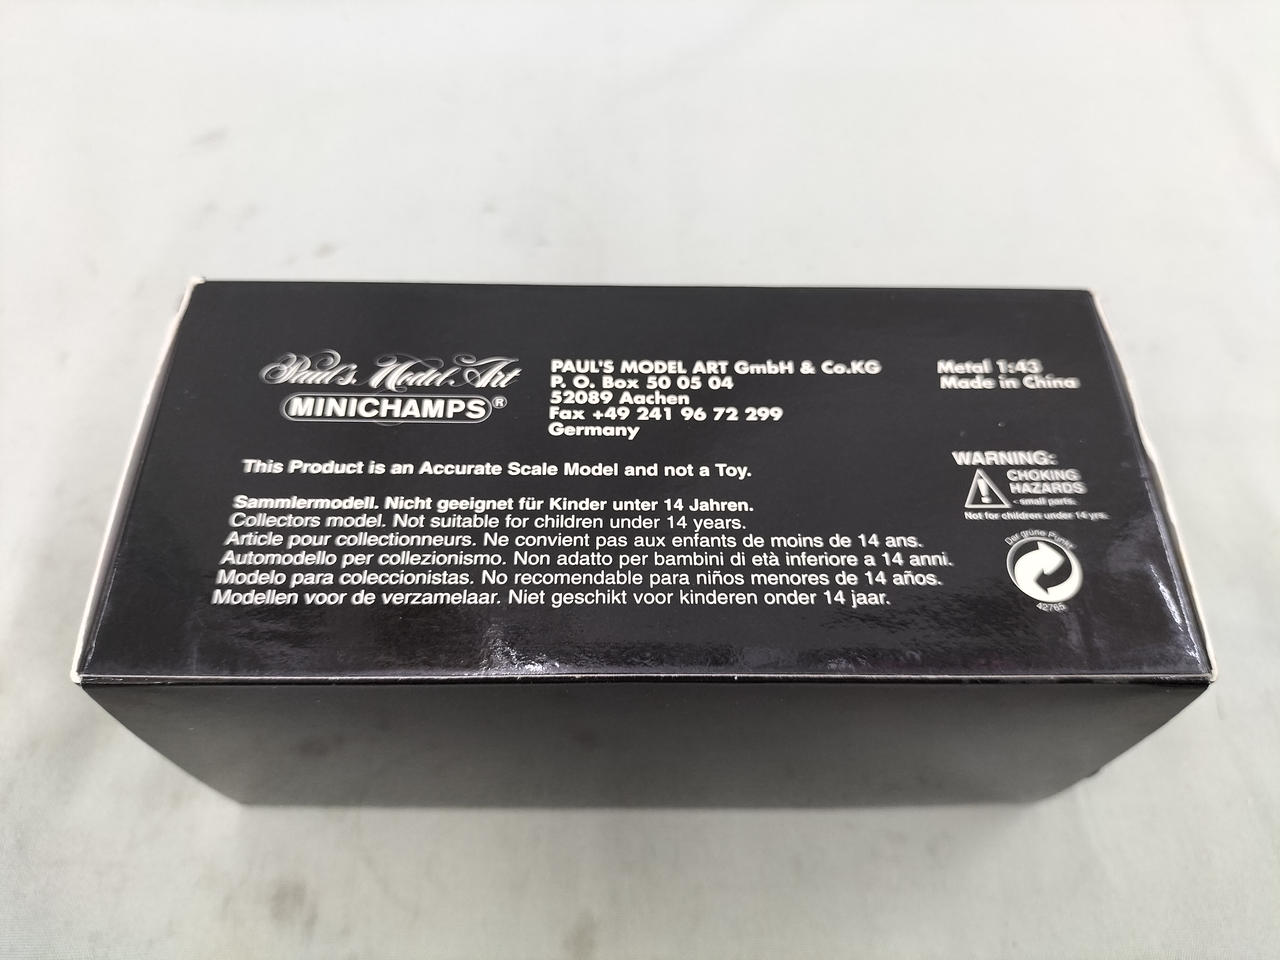 Paul's Model Art
MINICHAMPS®
PAUL'S MODEL ART GmbH & Co.KG
P. O. Box 50 05 04
52089 Aachen
Fax +49 241 96 72 299
Germany
Metal 1:43
Made in China
This Product is an Accurate Scale Model and not a Toy.
Sammlermodell. Nicht geeignet für Kinder unter 14 Jahren.
Collectors model. Not suitable for children under 14 years.
Article pour collectionneurs. Ne convient pas aux enfants de moins de 14 ans.
Automodello per collezionismo. Non adatto per bambini di età inferiore a 14 anni.
Modelo para coleccionistas. No recomendable para niños menores de 14 años.
Modellen voor de verzamelaar. Niet geschikt voor kinderen onder 14 jaar.
WARNING:
CHOKING
HAZARDS
- small parts.
Not for children under 14 yrs.
Der grüne Punkt
42765